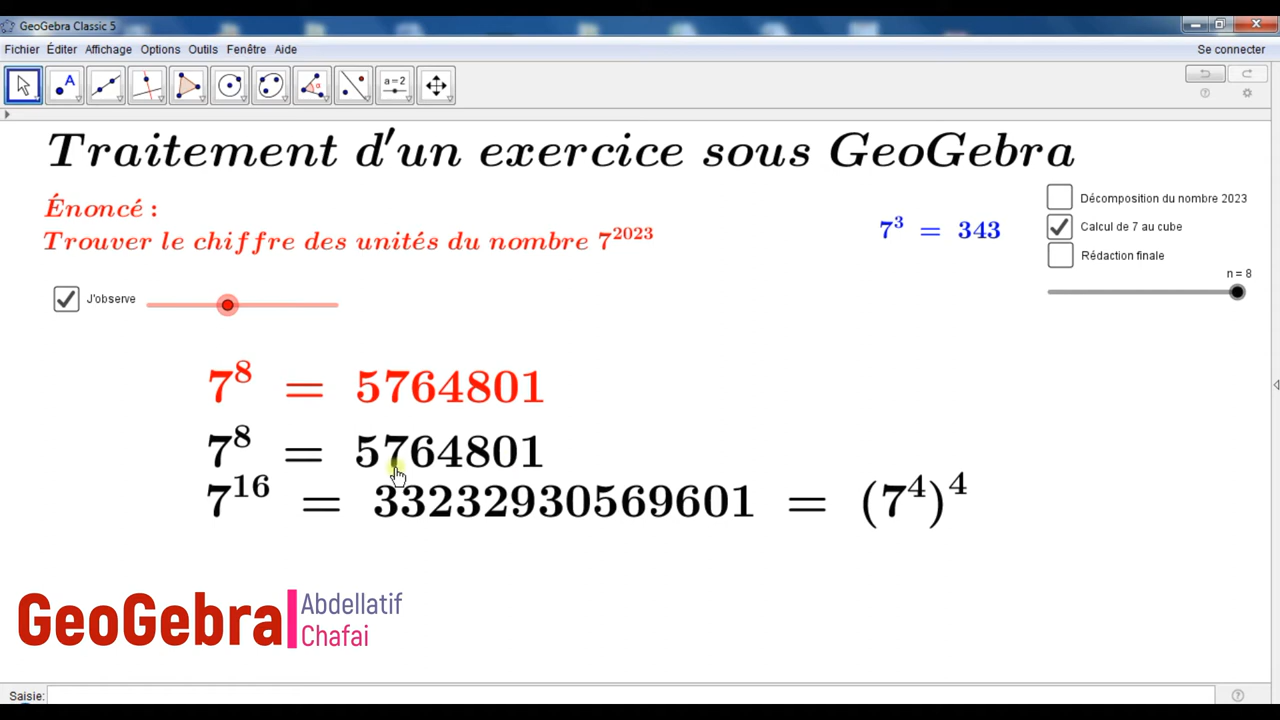 GeoGebra Classic 5
Fichier Éditer Affichage Options Outils Fenêtre Aide Se connecter
A α a = 2
Traitement d'un exercice sous GeoGebra
Énoncé :
Trouver le chiffre des unités du nombre 7^2023
7^3 = 343
Décomposition du nombre 2023
Calcul de 7 au cube
Rédaction finale
n = 8
J'observe
7^8 = 5764801
7^8 = 5764801
7^16 = 33232930569601 = (7^4)^4
GeoGebra Abdellatif
Chafai
Saisie: